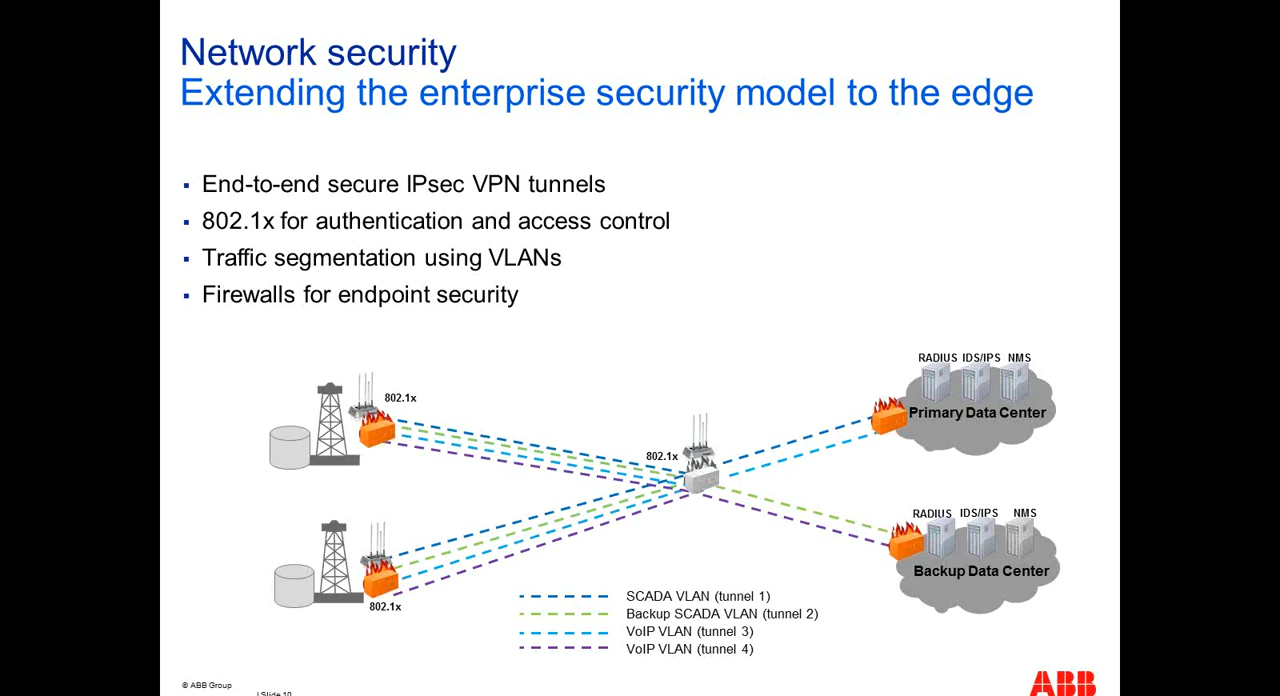 Network security
Extending the enterprise security model to the edge
▪ End-to-end secure IPsec VPN tunnels
▪ 802.1x for authentication and access control
▪ Traffic segmentation using VLANs
▪ Firewalls for endpoint security
RADIUS IDS/IPS NMS
Primary Data Center
802.1x
802.1x
RADIUS IDS/IPS NMS
Backup Data Center
802.1x
SCADA VLAN (tunnel 1)
Backup SCADA VLAN (tunnel 2)
VoIP VLAN (tunnel 3)
VoIP VLAN (tunnel 4)
© ABB Group
| Slide 10
ABB